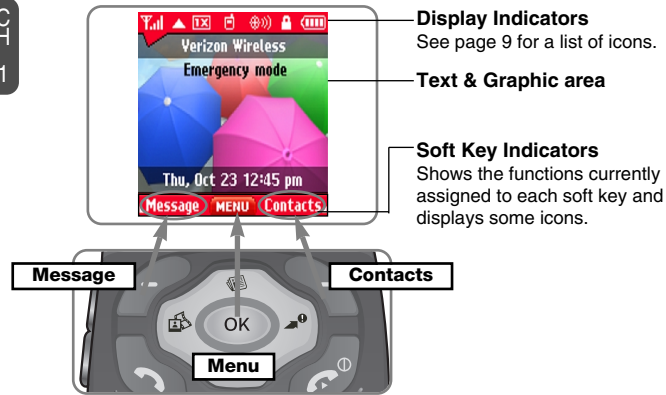 C
H
1
1X
Verizon Wireless
Emergency mode
Thu, Oct 23 12:45 pm
Message MENU Contacts
Display Indicators
See page 9 for a list of icons.
Text & Graphic area
Soft Key Indicators
Shows the functions currently
assigned to each soft key and
displays some icons.
Message
Contacts
OK
Menu